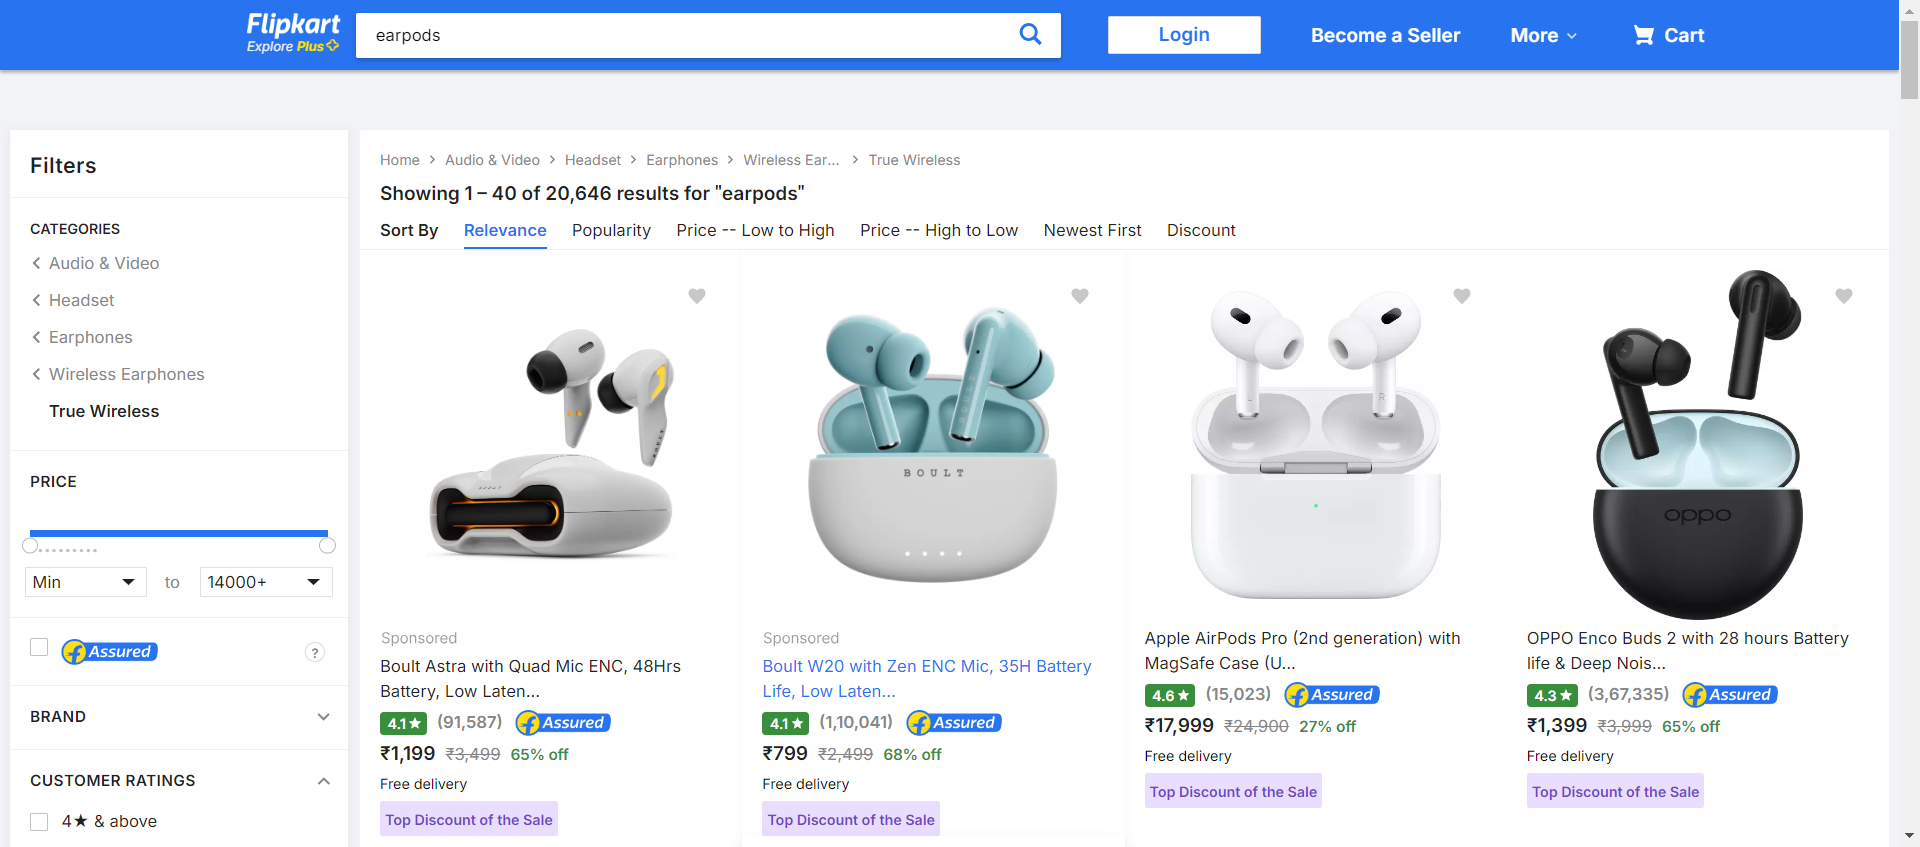 Flipkart
Explore Plus
earpods
Login
Become a Seller
More
Cart
Filters
CATEGORIES
Audio & Video
Headset
Earphones
Wireless Earphones
True Wireless
PRICE
Min to 14000+
Assured ?
BRAND
CUSTOMER RATINGS
4★ & above
Home > Audio & Video > Headset > Earphones > Wireless Ear... > True Wireless
Showing 1 – 40 of 20,646 results for "earpods"
Sort By Relevance Popularity Price -- Low to High Price -- High to Low Newest First Discount
BOULT
Sponsored
Boult Astra with Quad Mic ENC, 48Hrs
Battery, Low Laten...
4.1★ (91,587) Assured
₹1,199 ₹3,499 65% off
Free delivery
Top Discount of the Sale
BOULT
BOULT
Sponsored
Boult W20 with Zen ENC Mic, 35H Battery
Life, Low Laten...
4.1★ (1,10,041) Assured
₹799 ₹2,499 68% off
Free delivery
Top Discount of the Sale
L R
Apple AirPods Pro (2nd generation) with
MagSafe Case (U...
4.6★ (15,023) Assured
₹17,999 ₹24,900 27% off
Free delivery
Top Discount of the Sale
oppo
OPPO Enco Buds 2 with 28 hours Battery
life & Deep Nois...
4.3★ (3,67,335) Assured
₹1,399 ₹3,999 65% off
Free delivery
Top Discount of the Sale